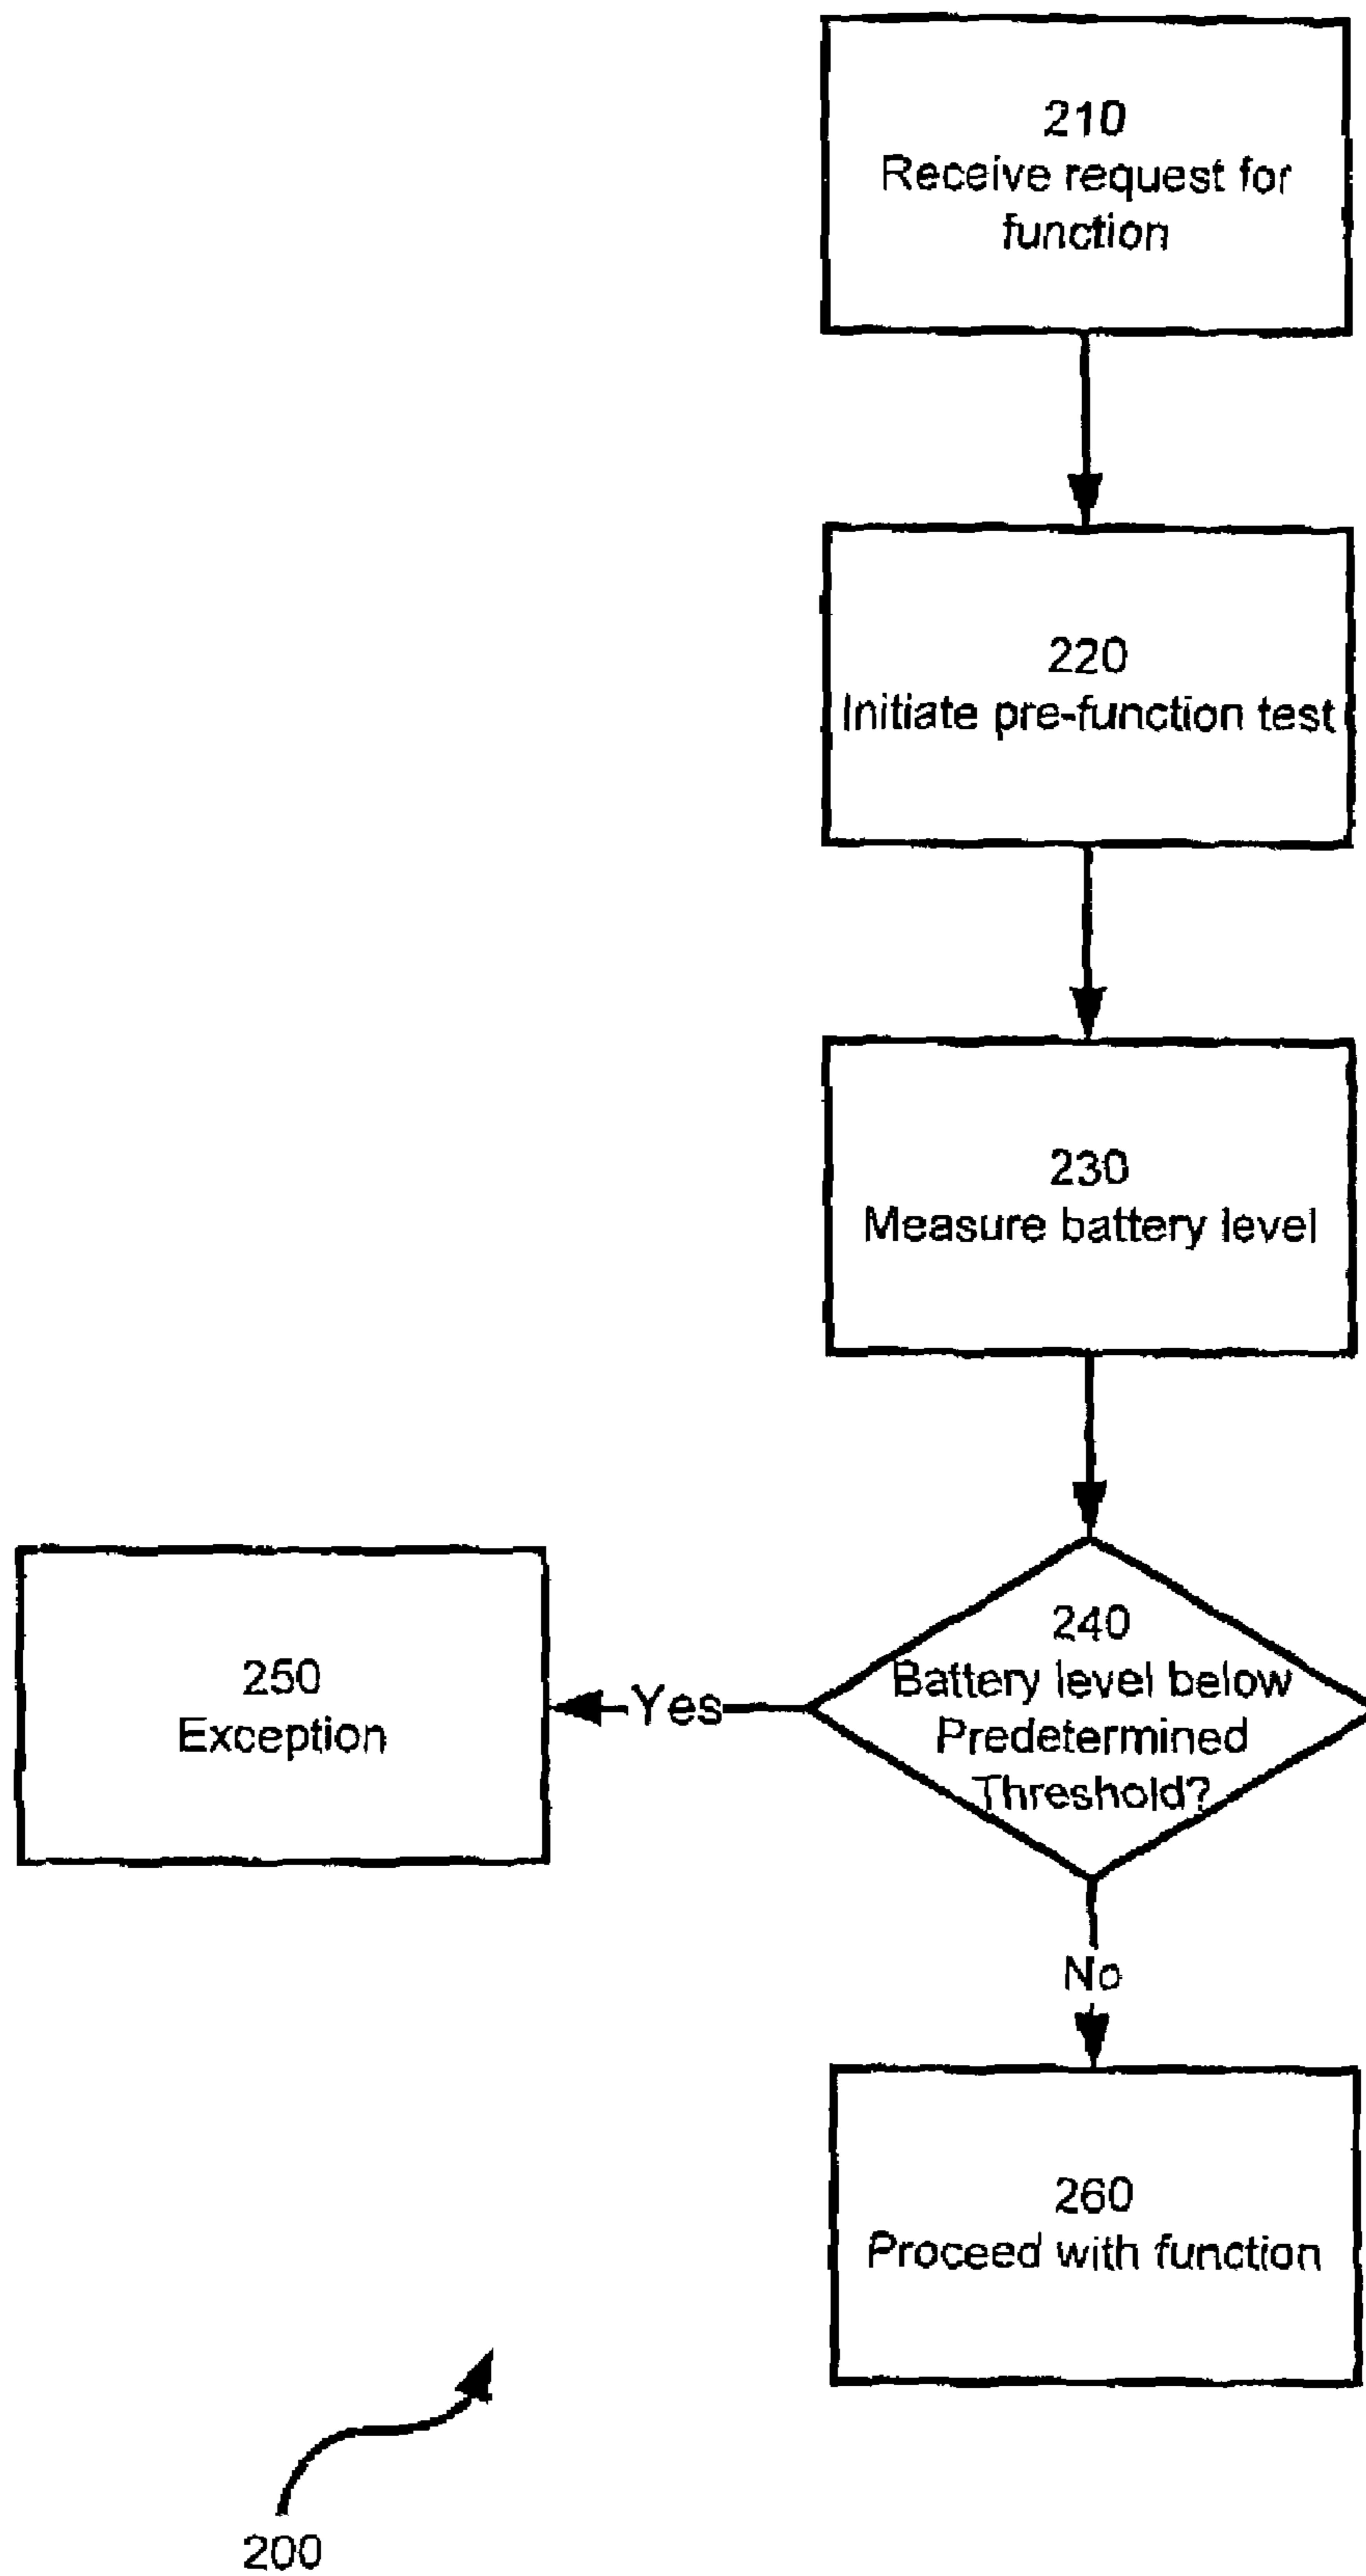 210
Receive request for
function
220
Initiate pre-function test
230
Measure battery level
240
Battery level below
Predetermined
Threshold?
Yes
250
Exception
No
260
Proceed with function
200